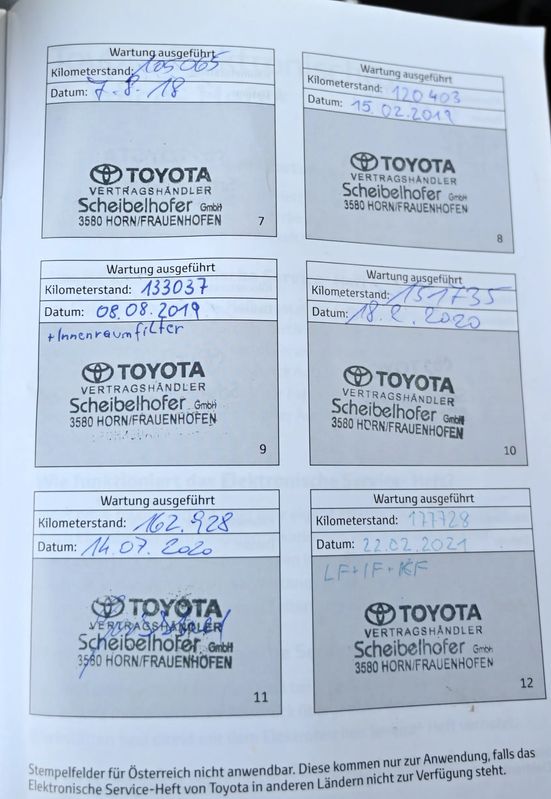 Wartung ausgeführt
Kilometerstand: 105065
Datum: 7.8.18
TOYOTA
VERTRAGSHÄNDLER
Scheibelhofer GmbH
3580 HORN/FRAUENHOFEN
7
Wartung ausgeführt
Kilometerstand: 120403
Datum: 15.02.2019
TOYOTA
VERTRAGSHÄNDLER
Scheibelhofer GmbH
3580 HORN/FRAUENHOFEN
8
Wartung ausgeführt
Kilometerstand: 133037
Datum: 08.08.2019
+Innenraumfilter
TOYOTA
VERTRAGSHÄNDLER
Scheibelhofer GmbH
3580 HORN/FRAUENHOFEN
9
Wartung ausgeführt
Kilometerstand: 151735
Datum: 18.2.2020
TOYOTA
VERTRAGSHÄNDLER
Scheibelhofer GmbH
3580 HORN/FRAUENHOFEN
10
Wartung ausgeführt
Kilometerstand: 162.928
Datum: 14.07.2020
TOYOTA
VERTRAGSHÄNDLER
Scheibelhofer GmbH
3580 HORN/FRAUENHOFEN
11
Wartung ausgeführt
Kilometerstand: 177728
Datum: 22.02.2021
LF+IF+KF
TOYOTA
VERTRAGSHÄNDLER
Scheibelhofer GmbH
3580 HORN/FRAUENHOFEN
12
Stempelfelder für Österreich nicht anwendbar. Diese kommen nur zur Anwendung, falls das
Elektronische Service-Heft von Toyota in anderen Ländern nicht zur Verfügung steht.